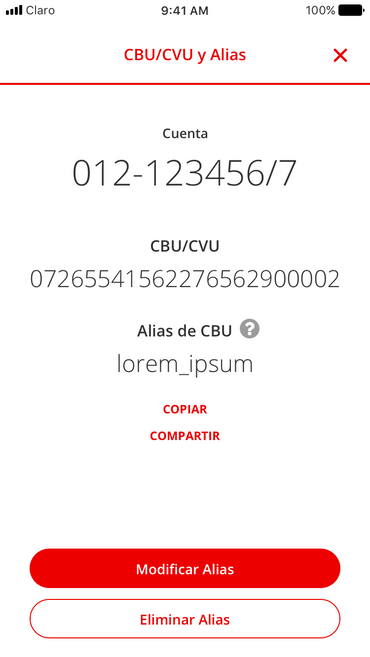 Claro 9:41 AM 100%
CBU/CVU y Alias
Cuenta
012-123456/7
CBU/CVU
07265541562276562900002
Alias de CBU ?
lorem_ipsum
COPIAR
COMPARTIR
Modificar Alias
Eliminar Alias